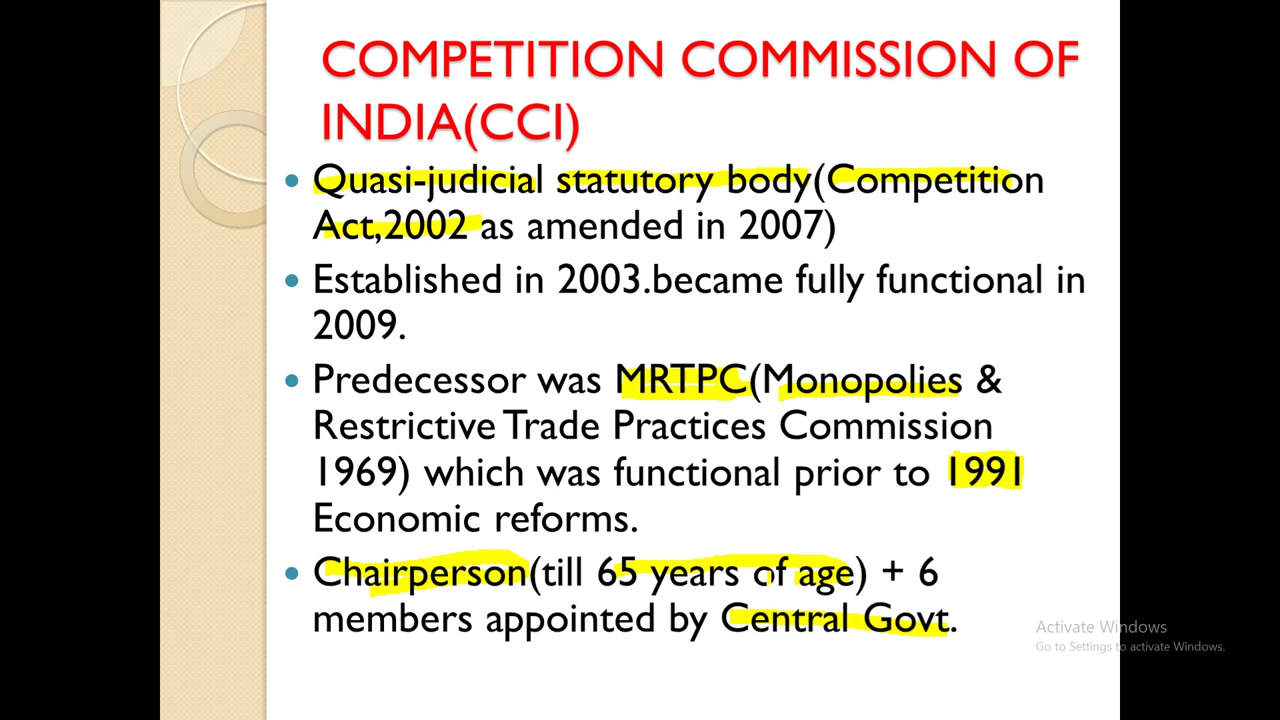 COMPETITION COMMISSION OF
INDIA(CCI)
• Quasi-judicial statutory body(Competition
Act,2002 as amended in 2007)
• Established in 2003.became fully functional in
2009.
• Predecessor was MRTPC(Monopolies &
Restrictive Trade Practices Commission
1969) which was functional prior to 1991
Economic reforms.
• Chairperson(till 65 years of age) + 6
members appointed by Central Govt.
Activate Windows
Go to Settings to activate Windows.